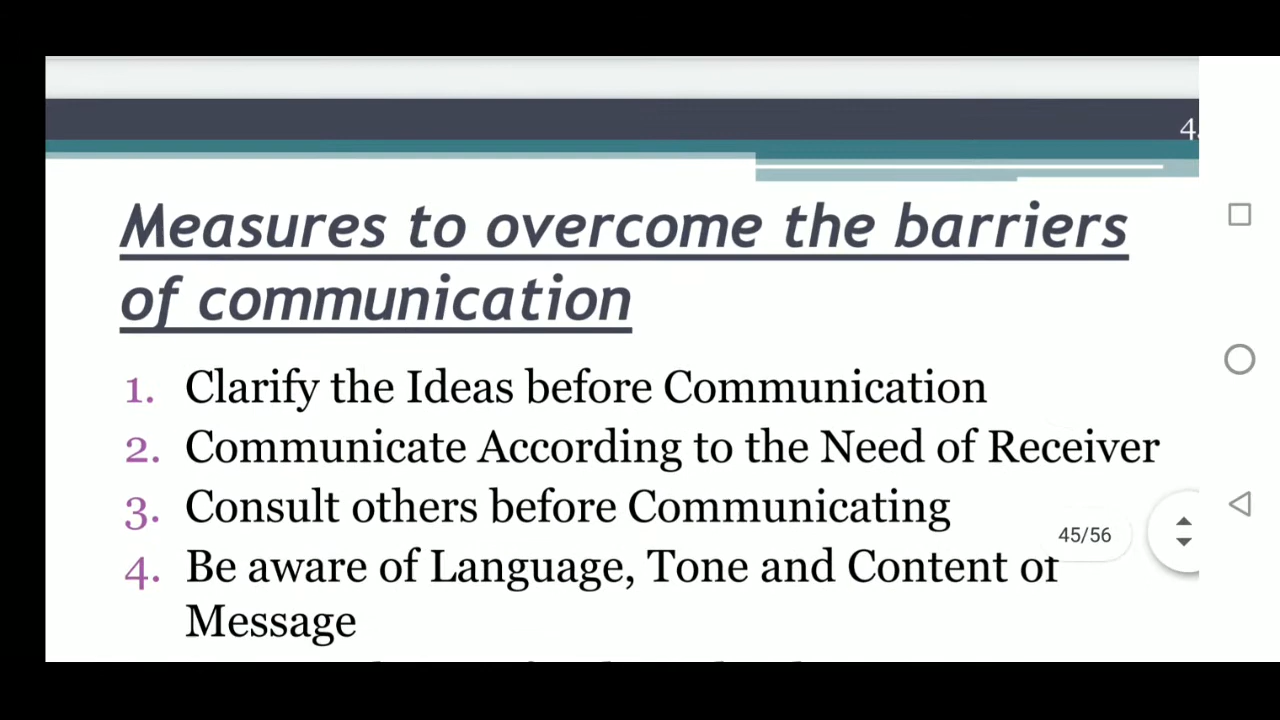 4
Measures to overcome the barriers
of communication
1. Clarify the Ideas before Communication
2. Communicate According to the Need of Receiver
3. Consult others before Communicating
45/56
4. Be aware of Language, Tone and Content of
Message